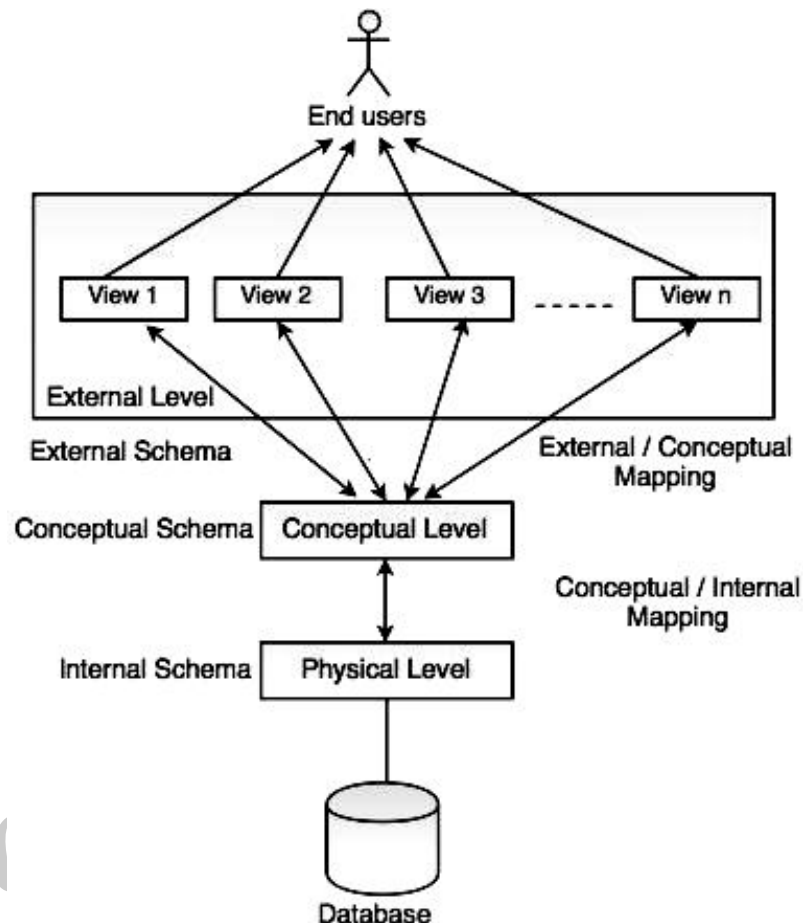 End users
View 1
View 2
View 3
View n
External Level
External Schema
External / Conceptual
Mapping
Conceptual Schema
Conceptual Level
Conceptual / Internal
Mapping
Internal Schema
Physical Level
Database